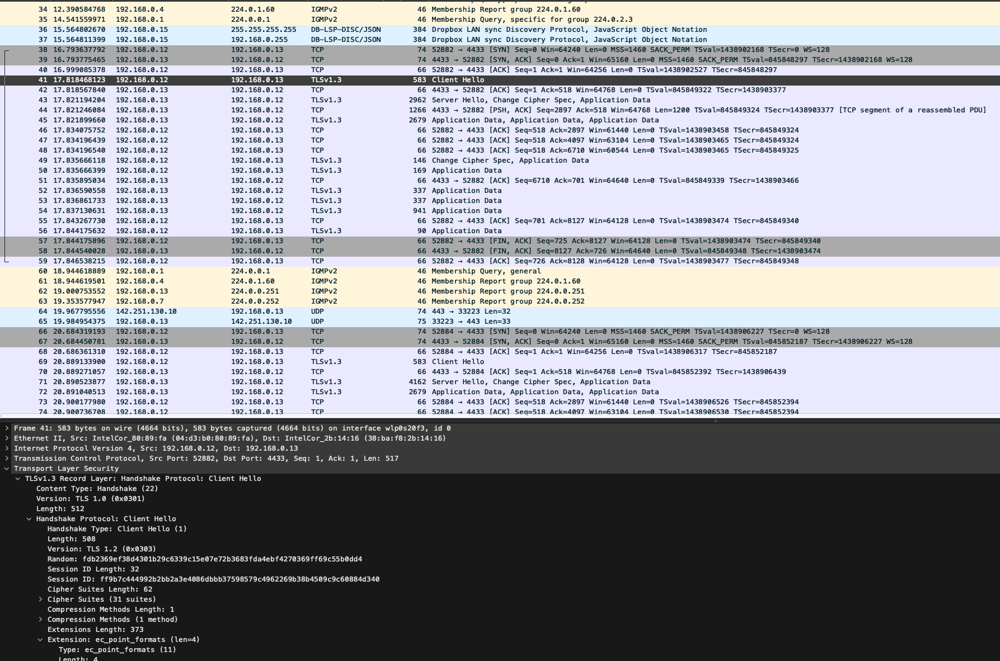 34 12.390584768 192.168.0.4 224.0.1.60 IGMPv2 46 Membership Report group 224.0.1.60
35 14.541559971 192.168.0.1 224.0.0.1 IGMPv2 46 Membership Query, specific for group 224.0.2.3
36 15.564802670 192.168.0.15 255.255.255.255 DB-LSP-DISC/JSON 384 Dropbox LAN sync Discovery Protocol, JavaScript Object Notation
37 15.564811399 192.168.0.15 192.168.0.255 DB-LSP-DISC/JSON 384 Dropbox LAN sync Discovery Protocol, JavaScript Object Notation
38 16.793637792 192.168.0.12 192.168.0.13 TCP 74 52882 → 4433 [SYN] Seq=0 Win=64240 Len=0 MSS=1460 SACK_PERM TSval=1438902168 TSecr=0 WS=128
39 16.793775465 192.168.0.13 192.168.0.12 TCP 74 4433 → 52882 [SYN, ACK] Seq=0 Ack=1 Win=65160 Len=0 MSS=1460 SACK_PERM TSval=845848297 TSecr=1438902168 WS=128
40 16.999085378 192.168.0.12 192.168.0.13 TCP 66 52882 → 4433 [ACK] Seq=1 Ack=1 Win=64256 Len=0 TSval=1438902527 TSecr=845848297
41 17.818468123 192.168.0.12 192.168.0.13 TLSv1.3 583 Client Hello
42 17.818567840 192.168.0.13 192.168.0.12 TCP 66 4433 → 52882 [ACK] Seq=1 Ack=518 Win=64768 Len=0 TSval=845849322 TSecr=1438903377
43 17.821194204 192.168.0.13 192.168.0.12 TLSv1.3 2962 Server Hello, Change Cipher Spec, Application Data
44 17.821246084 192.168.0.13 192.168.0.12 TCP 1266 4433 → 52882 [PSH, ACK] Seq=2897 Ack=518 Win=64768 Len=1200 TSval=845849324 TSecr=1438903377 [TCP segment of a reassembled PDU]
45 17.821899660 192.168.0.13 192.168.0.12 TLSv1.3 2679 Application Data, Application Data, Application Data
46 17.834075752 192.168.0.12 192.168.0.13 TCP 66 52882 → 4433 [ACK] Seq=518 Ack=2897 Win=61440 Len=0 TSval=1438903458 TSecr=845849324
47 17.834196439 192.168.0.12 192.168.0.13 TCP 66 52882 → 4433 [ACK] Seq=518 Ack=4097 Win=63104 Len=0 TSval=1438903465 TSecr=845849324
48 17.834196540 192.168.0.12 192.168.0.13 TCP 66 52882 → 4433 [ACK] Seq=518 Ack=6710 Win=60544 Len=0 TSval=1438903465 TSecr=845849325
49 17.835666118 192.168.0.12 192.168.0.13 TLSv1.3 146 Change Cipher Spec, Application Data
50 17.835666399 192.168.0.12 192.168.0.13 TLSv1.3 169 Application Data
51 17.835895034 192.168.0.13 192.168.0.12 TCP 66 4433 → 52882 [ACK] Seq=6710 Ack=701 Win=64640 Len=0 TSval=845849339 TSecr=1438903466
52 17.836590558 192.168.0.13 192.168.0.12 TLSv1.3 337 Application Data
53 17.836861733 192.168.0.13 192.168.0.12 TLSv1.3 337 Application Data
54 17.837130631 192.168.0.13 192.168.0.12 TLSv1.3 941 Application Data
55 17.843267730 192.168.0.12 192.168.0.13 TCP 66 52882 → 4433 [ACK] Seq=701 Ack=8127 Win=64128 Len=0 TSval=1438903474 TSecr=845849340
56 17.844175632 192.168.0.12 192.168.0.13 TLSv1.3 90 Application Data
57 17.844175896 192.168.0.12 192.168.0.13 TCP 66 52882 → 4433 [FIN, ACK] Seq=725 Ack=8127 Win=64128 Len=0 TSval=1438903474 TSecr=845849340
58 17.844540028 192.168.0.13 192.168.0.12 TCP 66 4433 → 52882 [FIN, ACK] Seq=8127 Ack=726 Win=64640 Len=0 TSval=845849348 TSecr=1438903474
59 17.846538215 192.168.0.12 192.168.0.13 TCP 66 52882 → 4433 [ACK] Seq=726 Ack=8128 Win=64128 Len=0 TSval=1438903477 TSecr=845849348
60 18.944618889 192.168.0.1 224.0.0.1 IGMPv2 46 Membership Query, general
61 18.944619501 192.168.0.4 224.0.1.60 IGMPv2 46 Membership Report group 224.0.1.60
62 19.000753552 192.168.0.13 224.0.0.251 IGMPv2 46 Membership Report group 224.0.0.251
63 19.353577947 192.168.0.7 224.0.0.252 IGMPv2 46 Membership Report group 224.0.0.252
64 19.967795556 142.251.130.10 192.168.0.13 UDP 74 443 → 33223 Len=32
65 19.984954375 192.168.0.13 142.251.130.10 UDP 75 33223 → 443 Len=33
66 20.684319193 192.168.0.12 192.168.0.13 TCP 74 52884 → 4433 [SYN] Seq=0 Win=64240 Len=0 MSS=1460 SACK_PERM TSval=1438906227 TSecr=0 WS=128
67 20.684450781 192.168.0.13 192.168.0.12 TCP 74 4433 → 52884 [SYN, ACK] Seq=0 Ack=1 Win=65160 Len=0 MSS=1460 SACK_PERM TSval=845852187 TSecr=1438906227 WS=128
68 20.686361310 192.168.0.12 192.168.0.13 TCP 66 52884 → 4433 [ACK] Seq=1 Ack=1 Win=64256 Len=0 TSval=1438906317 TSecr=845852187
69 20.889133900 192.168.0.12 192.168.0.13 TLSv1.3 583 Client Hello
70 20.889271057 192.168.0.13 192.168.0.12 TCP 66 4433 → 52884 [ACK] Seq=1 Ack=518 Win=64768 Len=0 TSval=845852392 TSecr=1438906439
71 20.890523877 192.168.0.13 192.168.0.12 TLSv1.3 4162 Server Hello, Change Cipher Spec, Application Data
72 20.891040513 192.168.0.13 192.168.0.12 TLSv1.3 2679 Application Data, Application Data, Application Data
73 20.900177980 192.168.0.12 192.168.0.13 TCP 66 52884 → 4433 [ACK] Seq=518 Ack=2897 Win=61440 Len=0 TSval=1438906526 TSecr=845852394
74 20.900736708 192.168.0.12 192.168.0.13 TCP 66 52884 → 4433 [ACK] Seq=518 Ack=4097 Win=63104 Len=0 TSval=1438906530 TSecr=845852394
Frame 41: 583 bytes on wire (4664 bits), 583 bytes captured (4664 bits) on interface wlp0s20f3, id 0
Ethernet II, Src: IntelCor_80:89:fa (04:d3:b0:80:89:fa), Dst: IntelCor_2b:14:16 (38:ba:f8:2b:14:16)
Internet Protocol Version 4, Src: 192.168.0.12, Dst: 192.168.0.13
Transmission Control Protocol, Src Port: 52882, Dst Port: 4433, Seq: 1, Ack: 1, Len: 517
Transport Layer Security
TLSv1.3 Record Layer: Handshake Protocol: Client Hello
Content Type: Handshake (22)
Version: TLS 1.0 (0x0301)
Length: 512
Handshake Protocol: Client Hello
Handshake Type: Client Hello (1)
Length: 508
Version: TLS 1.2 (0x0303)
Random: fdb2369ef38d4301b29c6339c15e07e72b3683fda4ebf4270369ff69c55b0dd4
Session ID Length: 32
Session ID: ff9b7c444992b2bb2a3e4086dbbb37598579c4962269b38b4509c9c60884d340
Cipher Suites Length: 62
Cipher Suites (31 suites)
Compression Methods Length: 1
Compression Methods (1 method)
Extensions Length: 373
Extension: ec_point_formats (len=4)
Type: ec_point_formats (11)
Length: 4